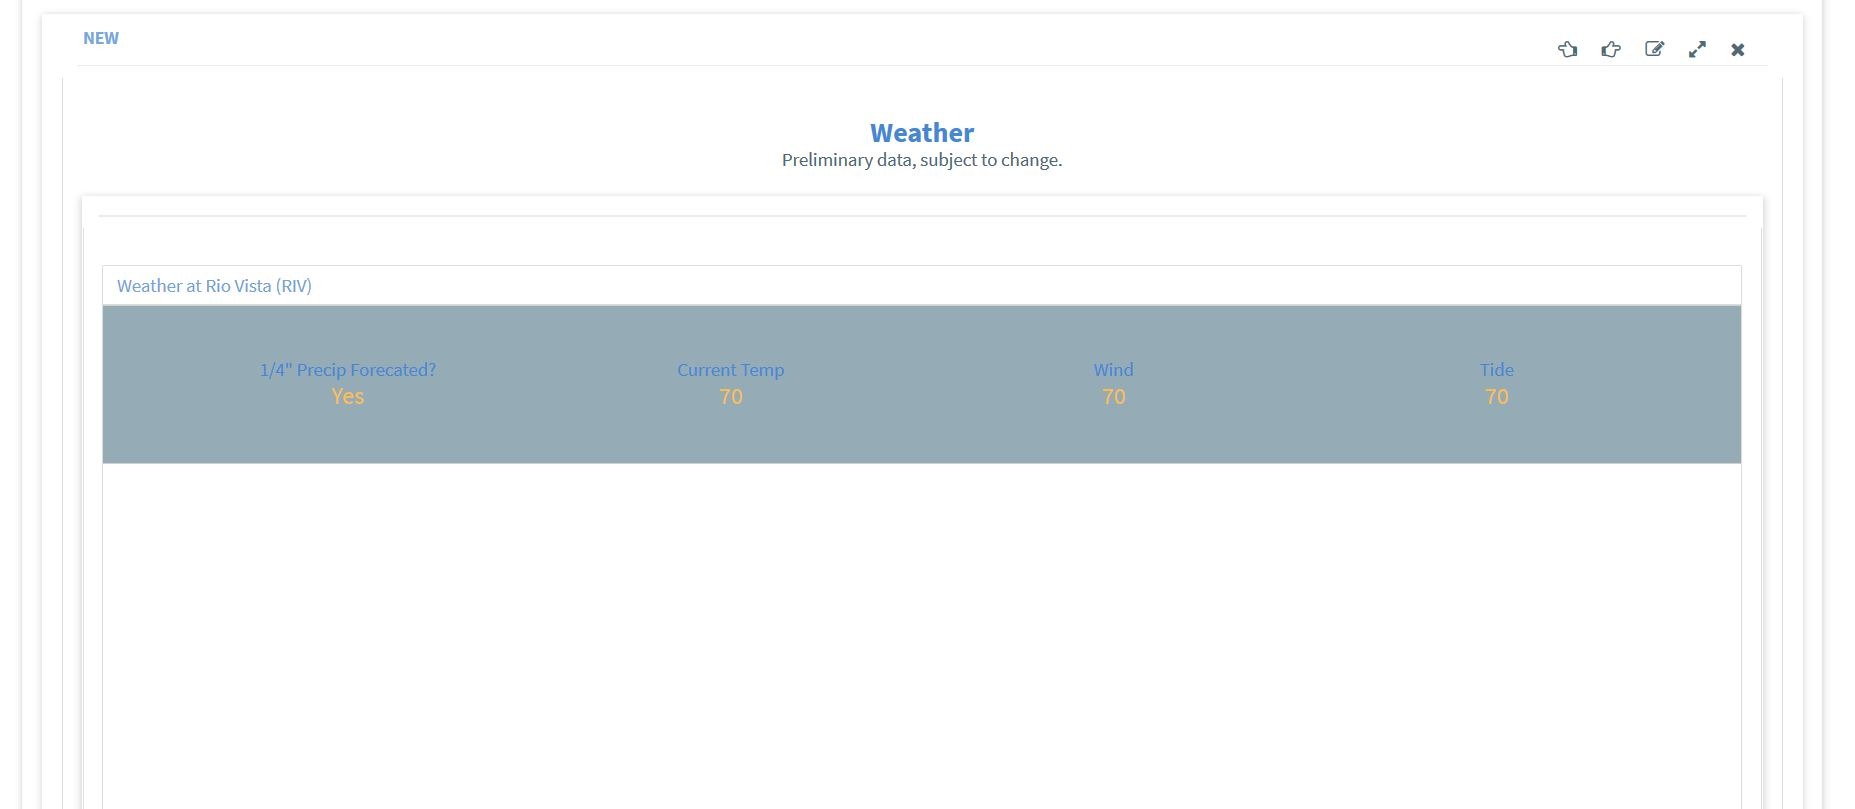 NEW
Weather
Preliminary data, subject to change.
Weather at Rio Vista (RIV)
1/4" Precip Forecated? Current Temp Wind Tide
Yes 70 70 70